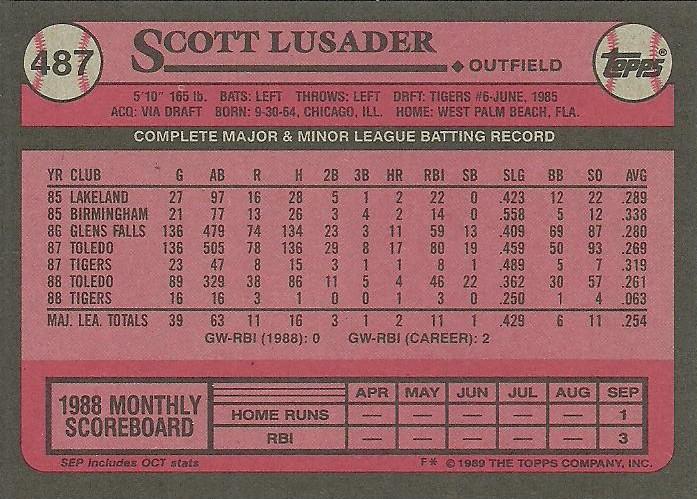 487
SCOTT LUSADER
OUTFIELD
TOPPS®
5'10" 165 lb. BATS: LEFT THROWS: LEFT DRFT: TIGERS #6-JUNE, 1985
ACQ: VIA DRAFT BORN: 9-30-64, CHICAGO, ILL. HOME: WEST PALM BEACH, FLA.
COMPLETE MAJOR & MINOR LEAGUE BATTING RECORD
YR CLUB G AB R H 2B 3B HR RBI SB SLG BB SO AVG
85 LAKELAND 27 97 16 28 5 1 2 22 0 .423 12 22 .289
85 BIRMINGHAM 21 77 13 26 3 4 2 14 0 .558 5 12 .338
86 GLENS FALLS 136 479 74 134 23 3 11 59 13 .409 69 87 .280
87 TOLEDO 136 505 78 136 29 8 17 80 19 .459 50 93 .269
87 TIGERS 23 47 8 15 3 1 1 8 1 .489 5 7 .319
88 TOLEDO 89 329 38 86 11 5 4 46 22 .362 30 57 .261
88 TIGERS 16 16 3 1 0 0 1 3 0 .250 1 4 .063
MAJ. LEA. TOTALS 39 63 11 16 3 1 2 11 1 .429 6 11 .254
GW-RBI (1988): 0 GW-RBI (CAREER): 2
1988 MONTHLY
SCOREBOARD
APR MAY JUN JUL AUG SEP
HOME RUNS — — — — — 1
RBI — — — — — 3
SEP Includes OCT stats
F* ©1989 THE TOPPS COMPANY, INC.